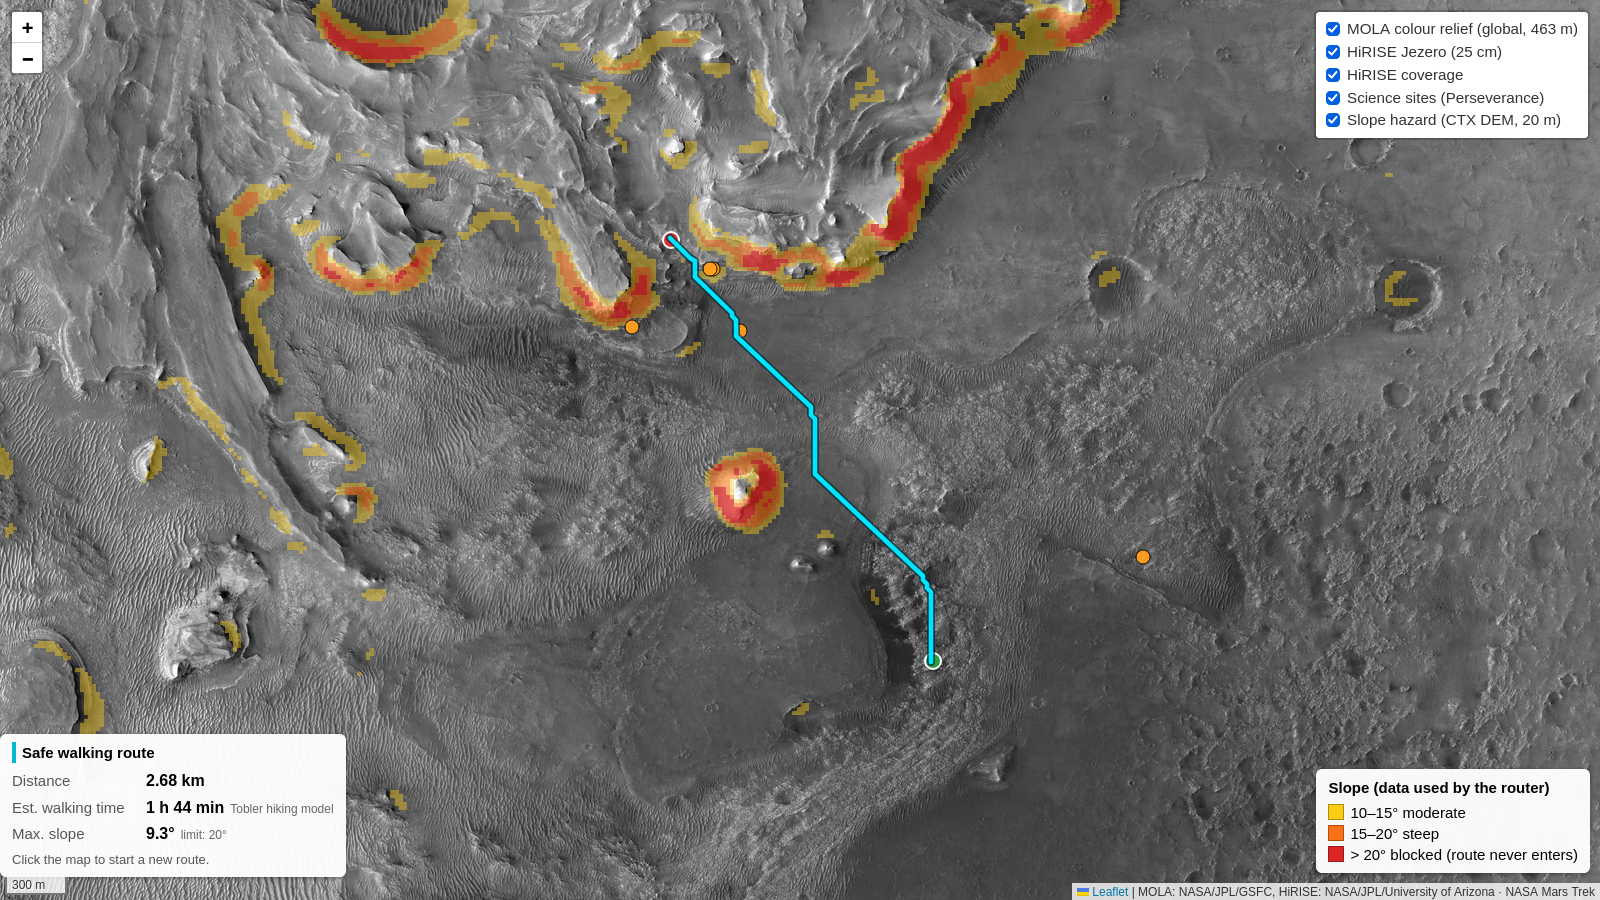 +
−
MOLA colour relief (global, 463 m)
HiRISE Jezero (25 cm)
HiRISE coverage
Science sites (Perseverance)
Slope hazard (CTX DEM, 20 m)
Safe walking route
Distance 2.68 km
Est. walking time 1 h 44 min Tobler hiking model
Max. slope 9.3° limit: 20°
Click the map to start a new route.
300 m
Slope (data used by the router)
10–15° moderate
15–20° steep
> 20° blocked (route never enters)
Leaflet | MOLA: NASA/JPL/GSFC, HiRISE: NASA/JPL/University of Arizona · NASA Mars Trek